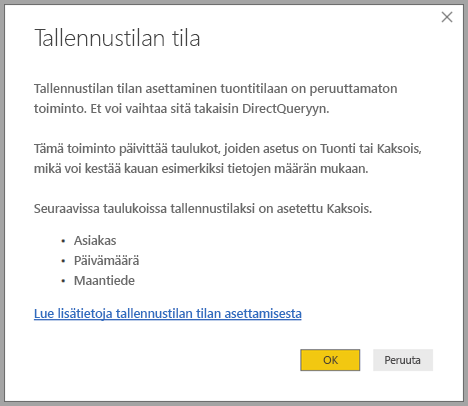 Tallennustilan tila
Tallennustilan tilan asettaminen tuontitilaan on peruuttamaton
toiminto. Et voi vaihtaa sitä takaisin DirectQueryyn.
Tämä toiminto päivittää taulukot, joiden asetus on Tuonti tai Kaksois,
mikä voi kestää kauan esimerkiksi tietojen määrän mukaan.
Seuraavissa taulukoissa tallennustilaksi on asetettu Kaksois.
• Asiakas
• Päivämäärä
• Maantiede
Lue lisätietoja tallennustilan tilan asettamisesta
OK Peruuta